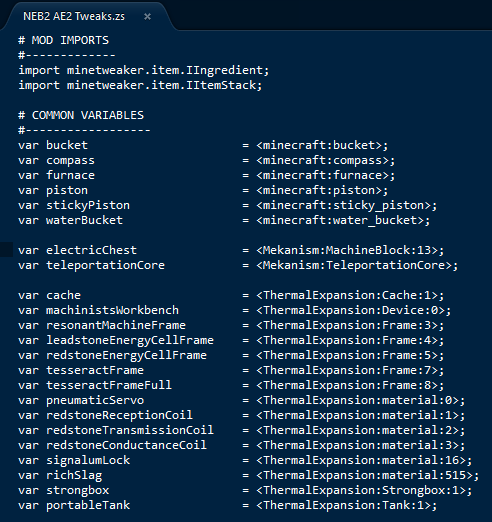 NEB2 AE2 Tweaks.zs ×
# MOD IMPORTS
#-------------
import minetweaker.item.IIngredient;
import minetweaker.item.IItemStack;
# COMMON VARIABLES
#------------------
var bucket = <minecraft:bucket>;
var compass = <minecraft:compass>;
var furnace = <minecraft:furnace>;
var piston = <minecraft:piston>;
var stickyPiston = <minecraft:sticky_piston>;
var waterBucket = <minecraft:water_bucket>;
var electricChest = <Mekanism:MachineBlock:13>;
var teleportationCore = <Mekanism:TeleportationCore>;
var cache = <ThermalExpansion:Cache:1>;
var machinistsWorkbench = <ThermalExpansion:Device:0>;
var resonantMachineFrame = <ThermalExpansion:Frame:3>;
var leadstoneEnergyCellFrame = <ThermalExpansion:Frame:4>;
var redstoneEnergyCellFrame = <ThermalExpansion:Frame:5>;
var tesseractFrame = <ThermalExpansion:Frame:7>;
var tesseractFrameFull = <ThermalExpansion:Frame:8>;
var pneumaticServo = <ThermalExpansion:material:0>;
var redstoneReceptionCoil = <ThermalExpansion:material:1>;
var redstoneTransmissionCoil = <ThermalExpansion:material:2>;
var redstoneConductanceCoil = <ThermalExpansion:material:3>;
var signalumLock = <ThermalExpansion:material:16>;
var richSlag = <ThermalExpansion:material:515>;
var strongbox = <ThermalExpansion:Strongbox:1>;
var portableTank = <ThermalExpansion:Tank:1>;